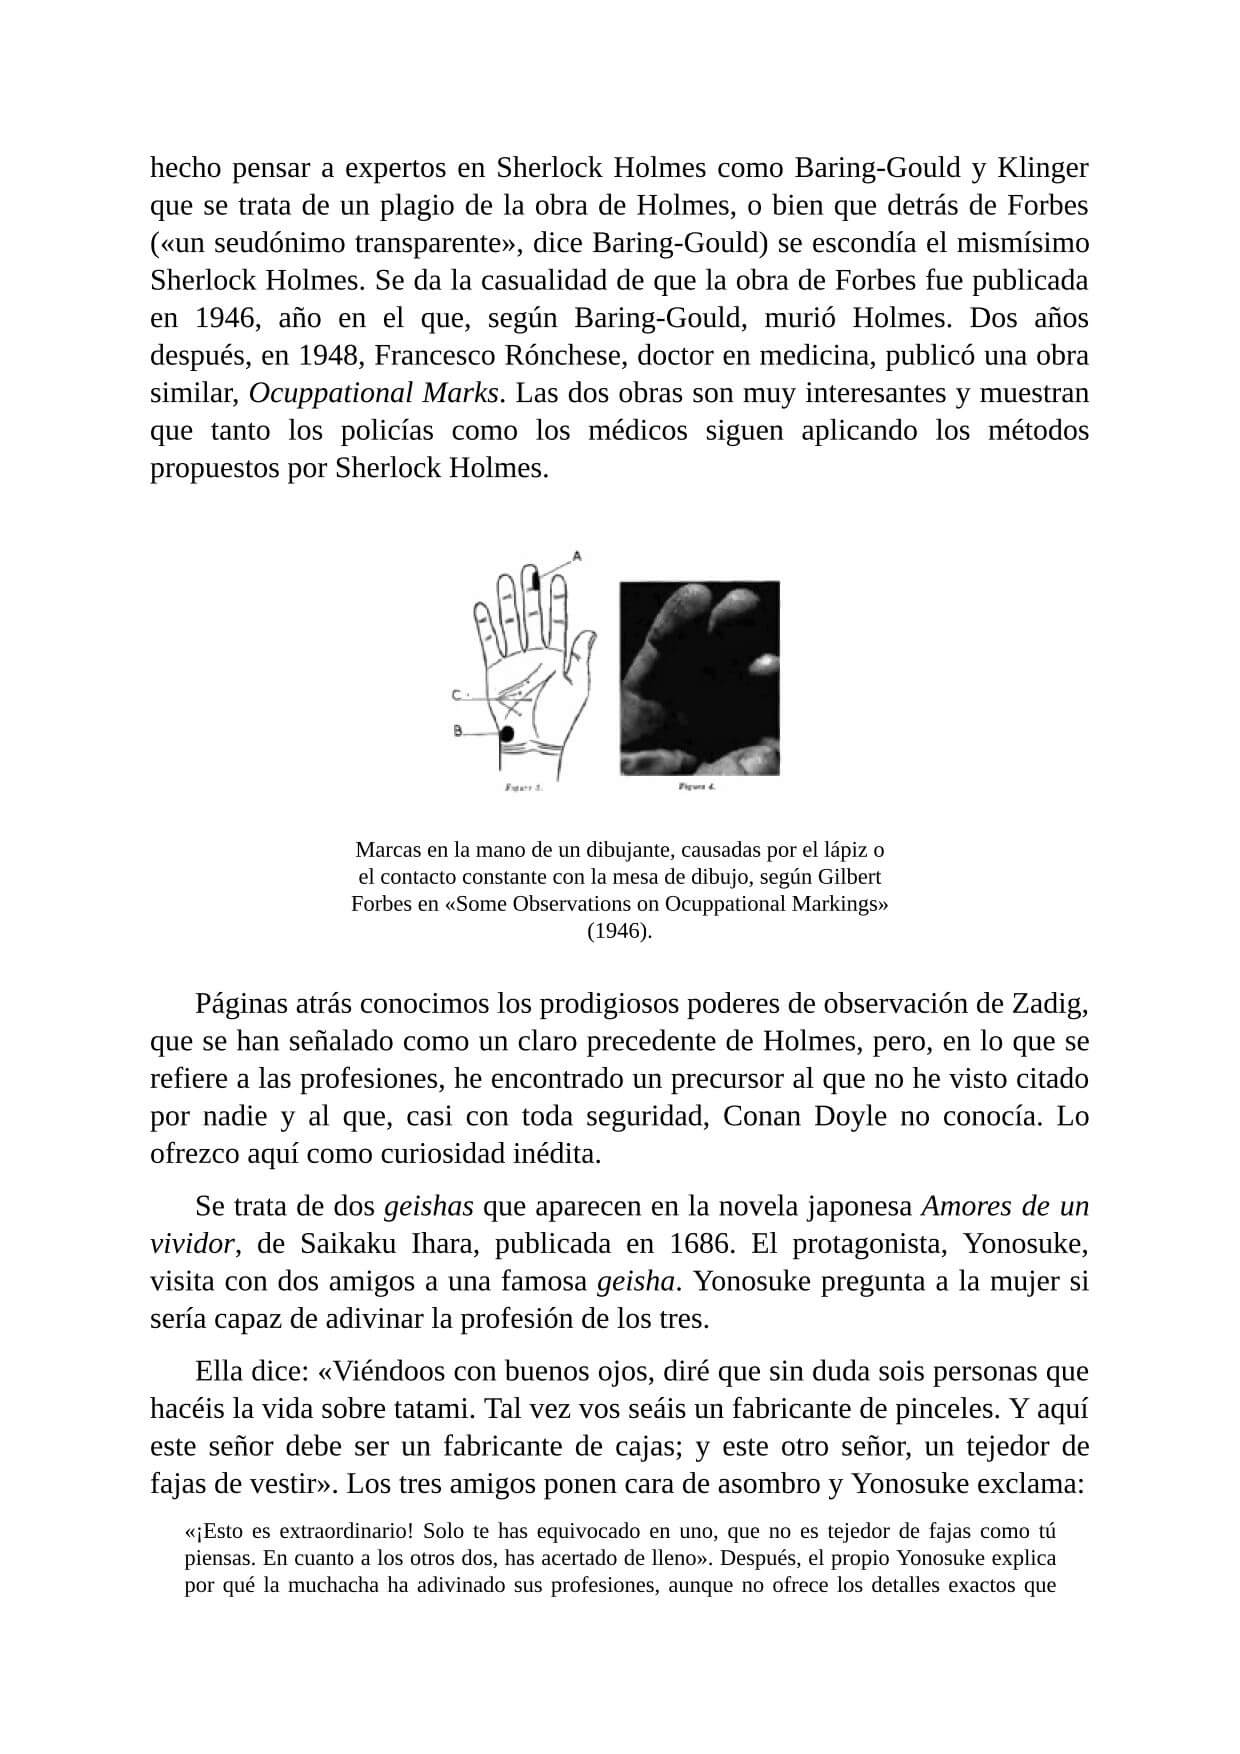 hecho pensar a expertos en Sherlock Holmes como Baring-Gould y Klinger
que se trata de un plagio de la obra de Holmes, o bien que detrás de Forbes
(«un seudónimo transparente», dice Baring-Gould) se escondía el mismísimo
Sherlock Holmes. Se da la casualidad de que la obra de Forbes fue publicada
en 1946, año en el que, según Baring-Gould, murió Holmes. Dos años
después, en 1948, Francesco Rónchese, doctor en medicina, publicó una obra
similar, Ocuppational Marks. Las dos obras son muy interesantes y muestran
que tanto los policías como los médicos siguen aplicando los métodos
propuestos por Sherlock Holmes.
A
C
B
Figure 3.
Figure 4.
Marcas en la mano de un dibujante, causadas por el lápiz o
el contacto constante con la mesa de dibujo, según Gilbert
Forbes en «Some Observations on Ocuppational Markings»
(1946).
Páginas atrás conocimos los prodigiosos poderes de observación de Zadig,
que se han señalado como un claro precedente de Holmes, pero, en lo que se
refiere a las profesiones, he encontrado un precursor al que no he visto citado
por nadie y al que, casi con toda seguridad, Conan Doyle no conocía. Lo
ofrezco aquí como curiosidad inédita.
Se trata de dos geishas que aparecen en la novela japonesa Amores de un
vividor, de Saikaku Ihara, publicada en 1686. El protagonista, Yonosuke,
visita con dos amigos a una famosa geisha. Yonosuke pregunta a la mujer si
sería capaz de adivinar la profesión de los tres.
Ella dice: «Viéndoos con buenos ojos, diré que sin duda sois personas que
hacéis la vida sobre tatami. Tal vez vos seáis un fabricante de pinceles. Y aquí
este señor debe ser un fabricante de cajas; y este otro señor, un tejedor de
fajas de vestir». Los tres amigos ponen cara de asombro y Yonosuke exclama:
«¡Esto es extraordinario! Solo te has equivocado en uno, que no es tejedor de fajas como tú
piensas. En cuanto a los otros dos, has acertado de lleno». Después, el propio Yonosuke explica
por qué la muchacha ha adivinado sus profesiones, aunque no ofrece los detalles exactos que